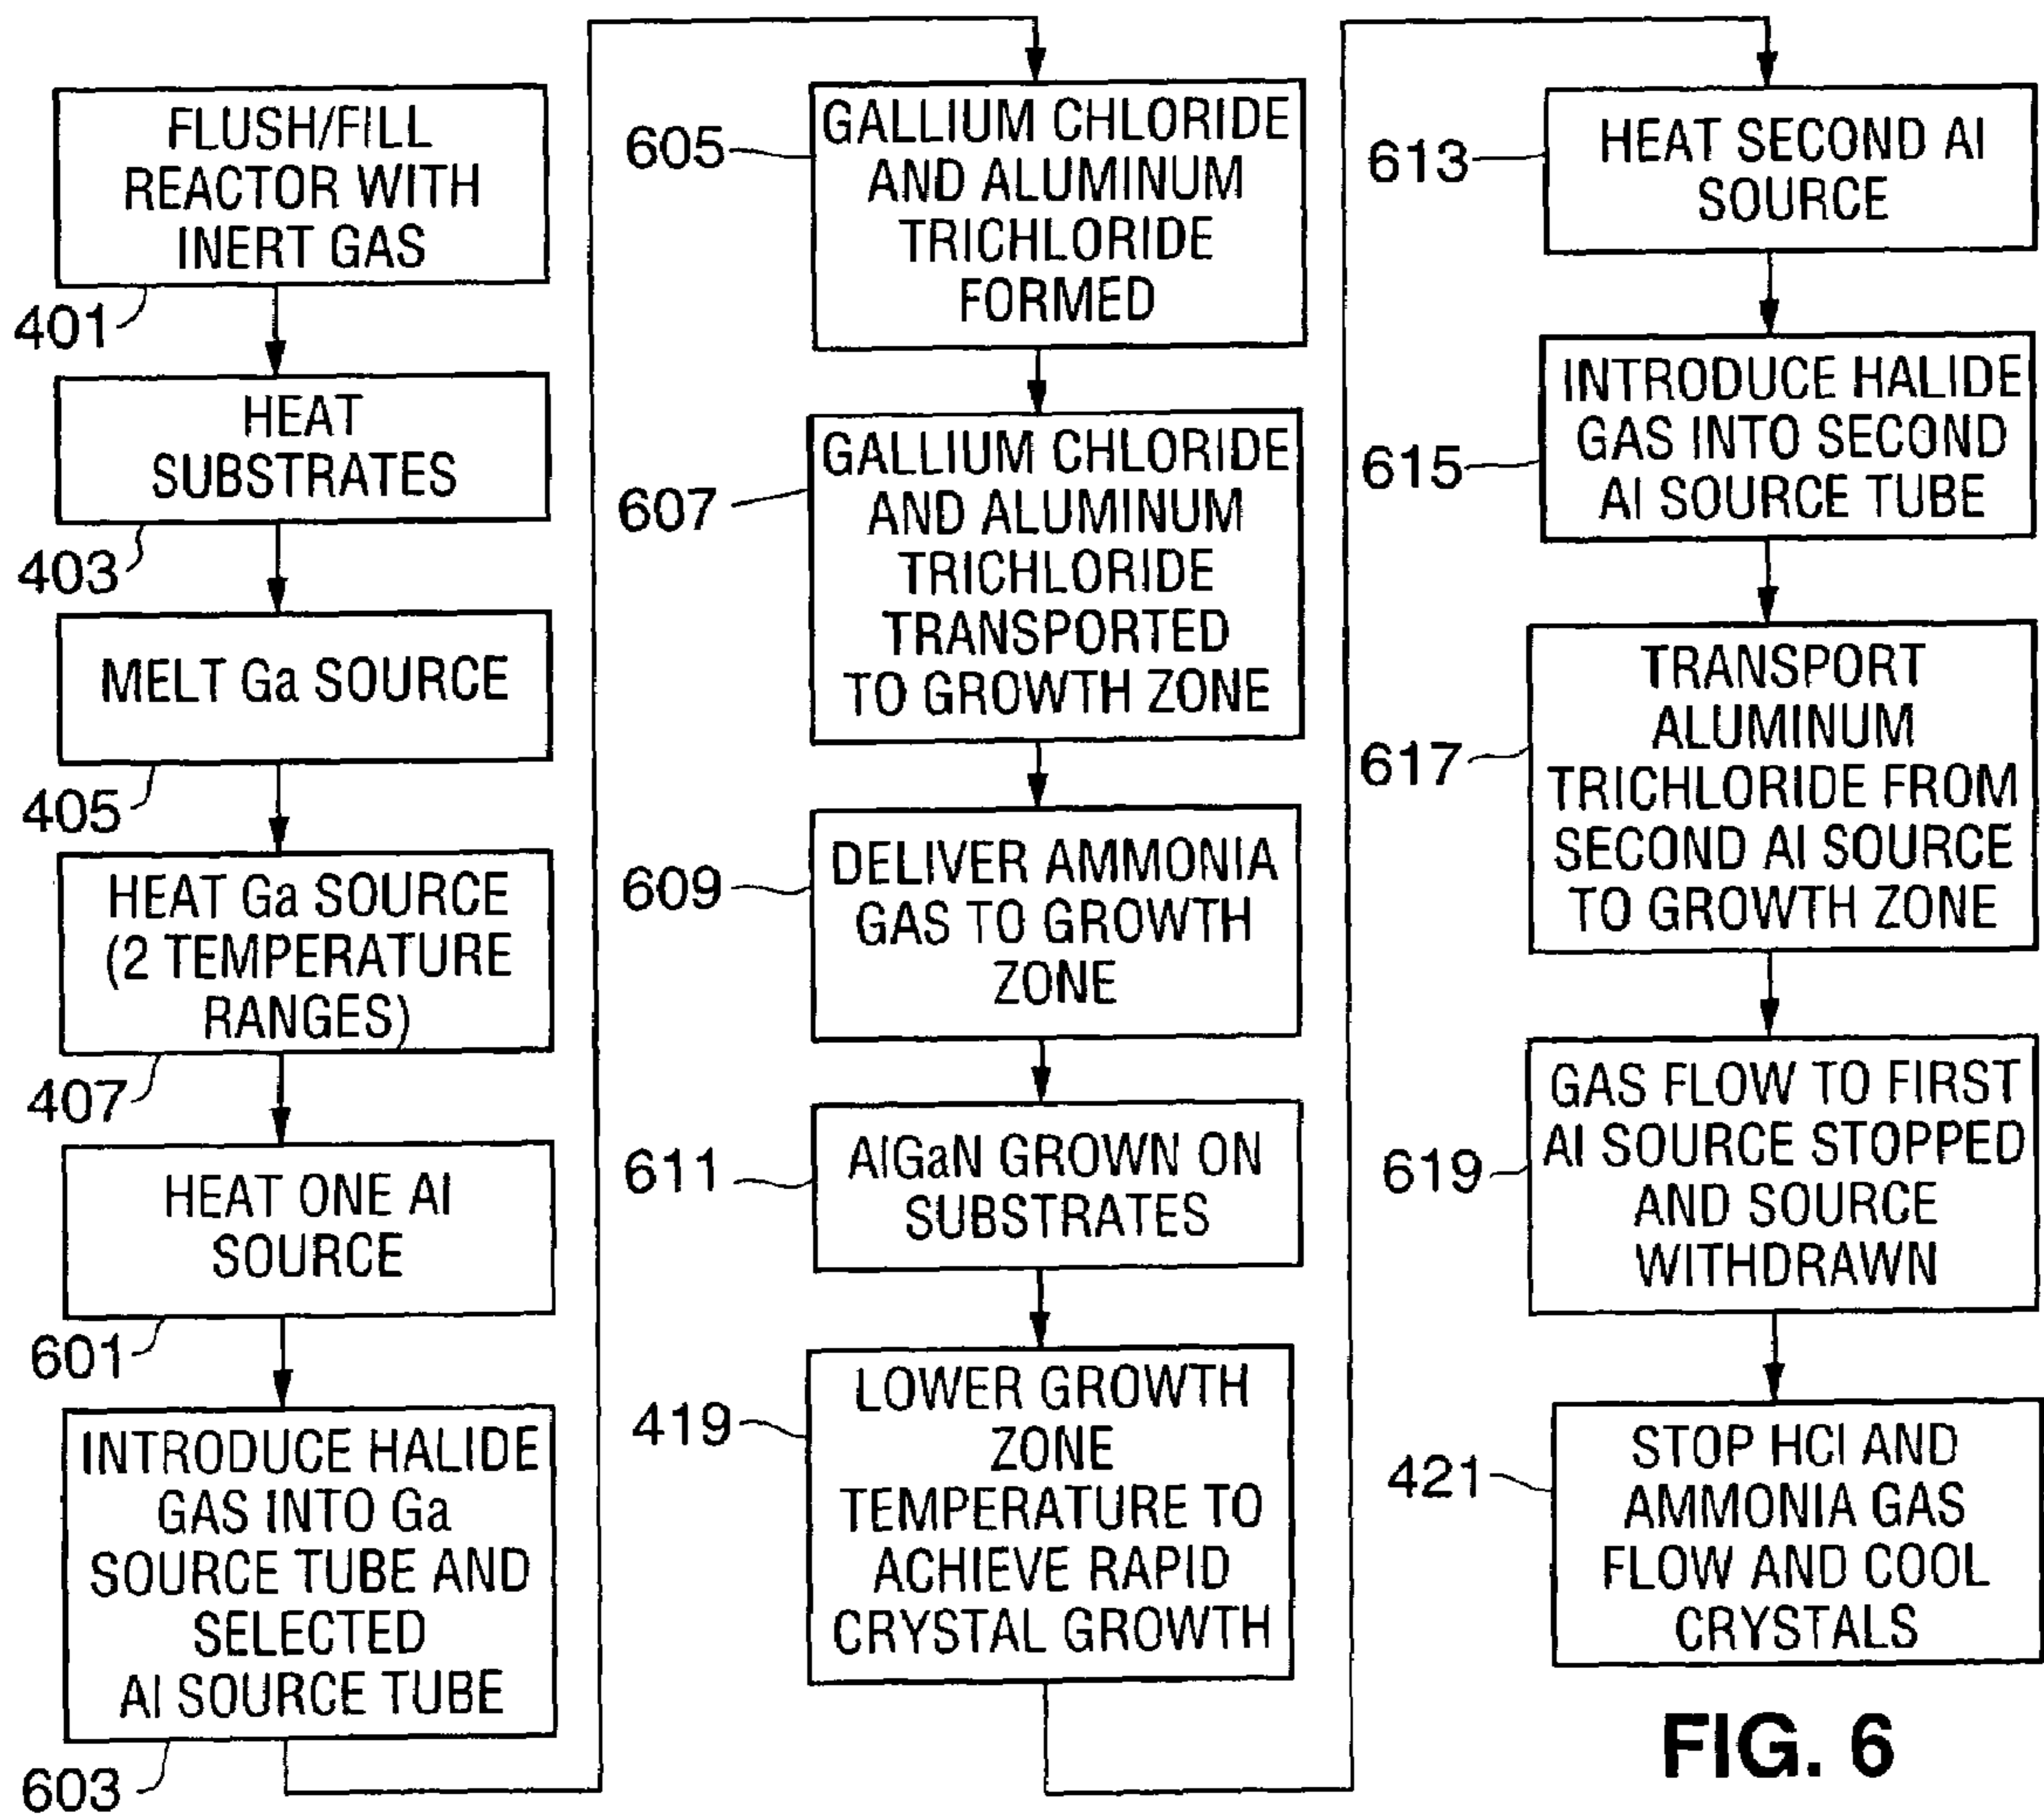 FLUSH/FILL
REACTOR WITH
INERT GAS
401
HEAT
SUBSTRATES
403
MELT Ga SOURCE
405
HEAT Ga SOURCE
(2 TEMPERATURE
RANGES)
407
HEAT ONE Al
SOURCE
601
INTRODUCE HALIDE
GAS INTO Ga
SOURCE TUBE AND
SELECTED
Al SOURCE TUBE
603
605
GALLIUM CHLORIDE
AND ALUMINUM
TRICHLORIDE
FORMED
607
GALLIUM CHLORIDE
AND ALUMINUM
TRICHLORIDE
TRANSPORTED
TO GROWTH ZONE
609
DELIVER AMMONIA
GAS TO GROWTH
ZONE
611
AlGaN GROWN ON
SUBSTRATES
419
LOWER GROWTH
ZONE
TEMPERATURE TO
ACHIEVE RAPID
CRYSTAL GROWTH
613
HEAT SECOND Al
SOURCE
615
INTRODUCE HALIDE
GAS INTO SECOND
Al SOURCE TUBE
617
TRANSPORT
ALUMINUM
TRICHLORIDE FROM
SECOND Al SOURCE
TO GROWTH ZONE
619
GAS FLOW TO FIRST
Al SOURCE STOPPED
AND SOURCE
WITHDRAWN
421
STOP HCl AND
AMMONIA GAS
FLOW AND COOL
CRYSTALS
FIG. 6